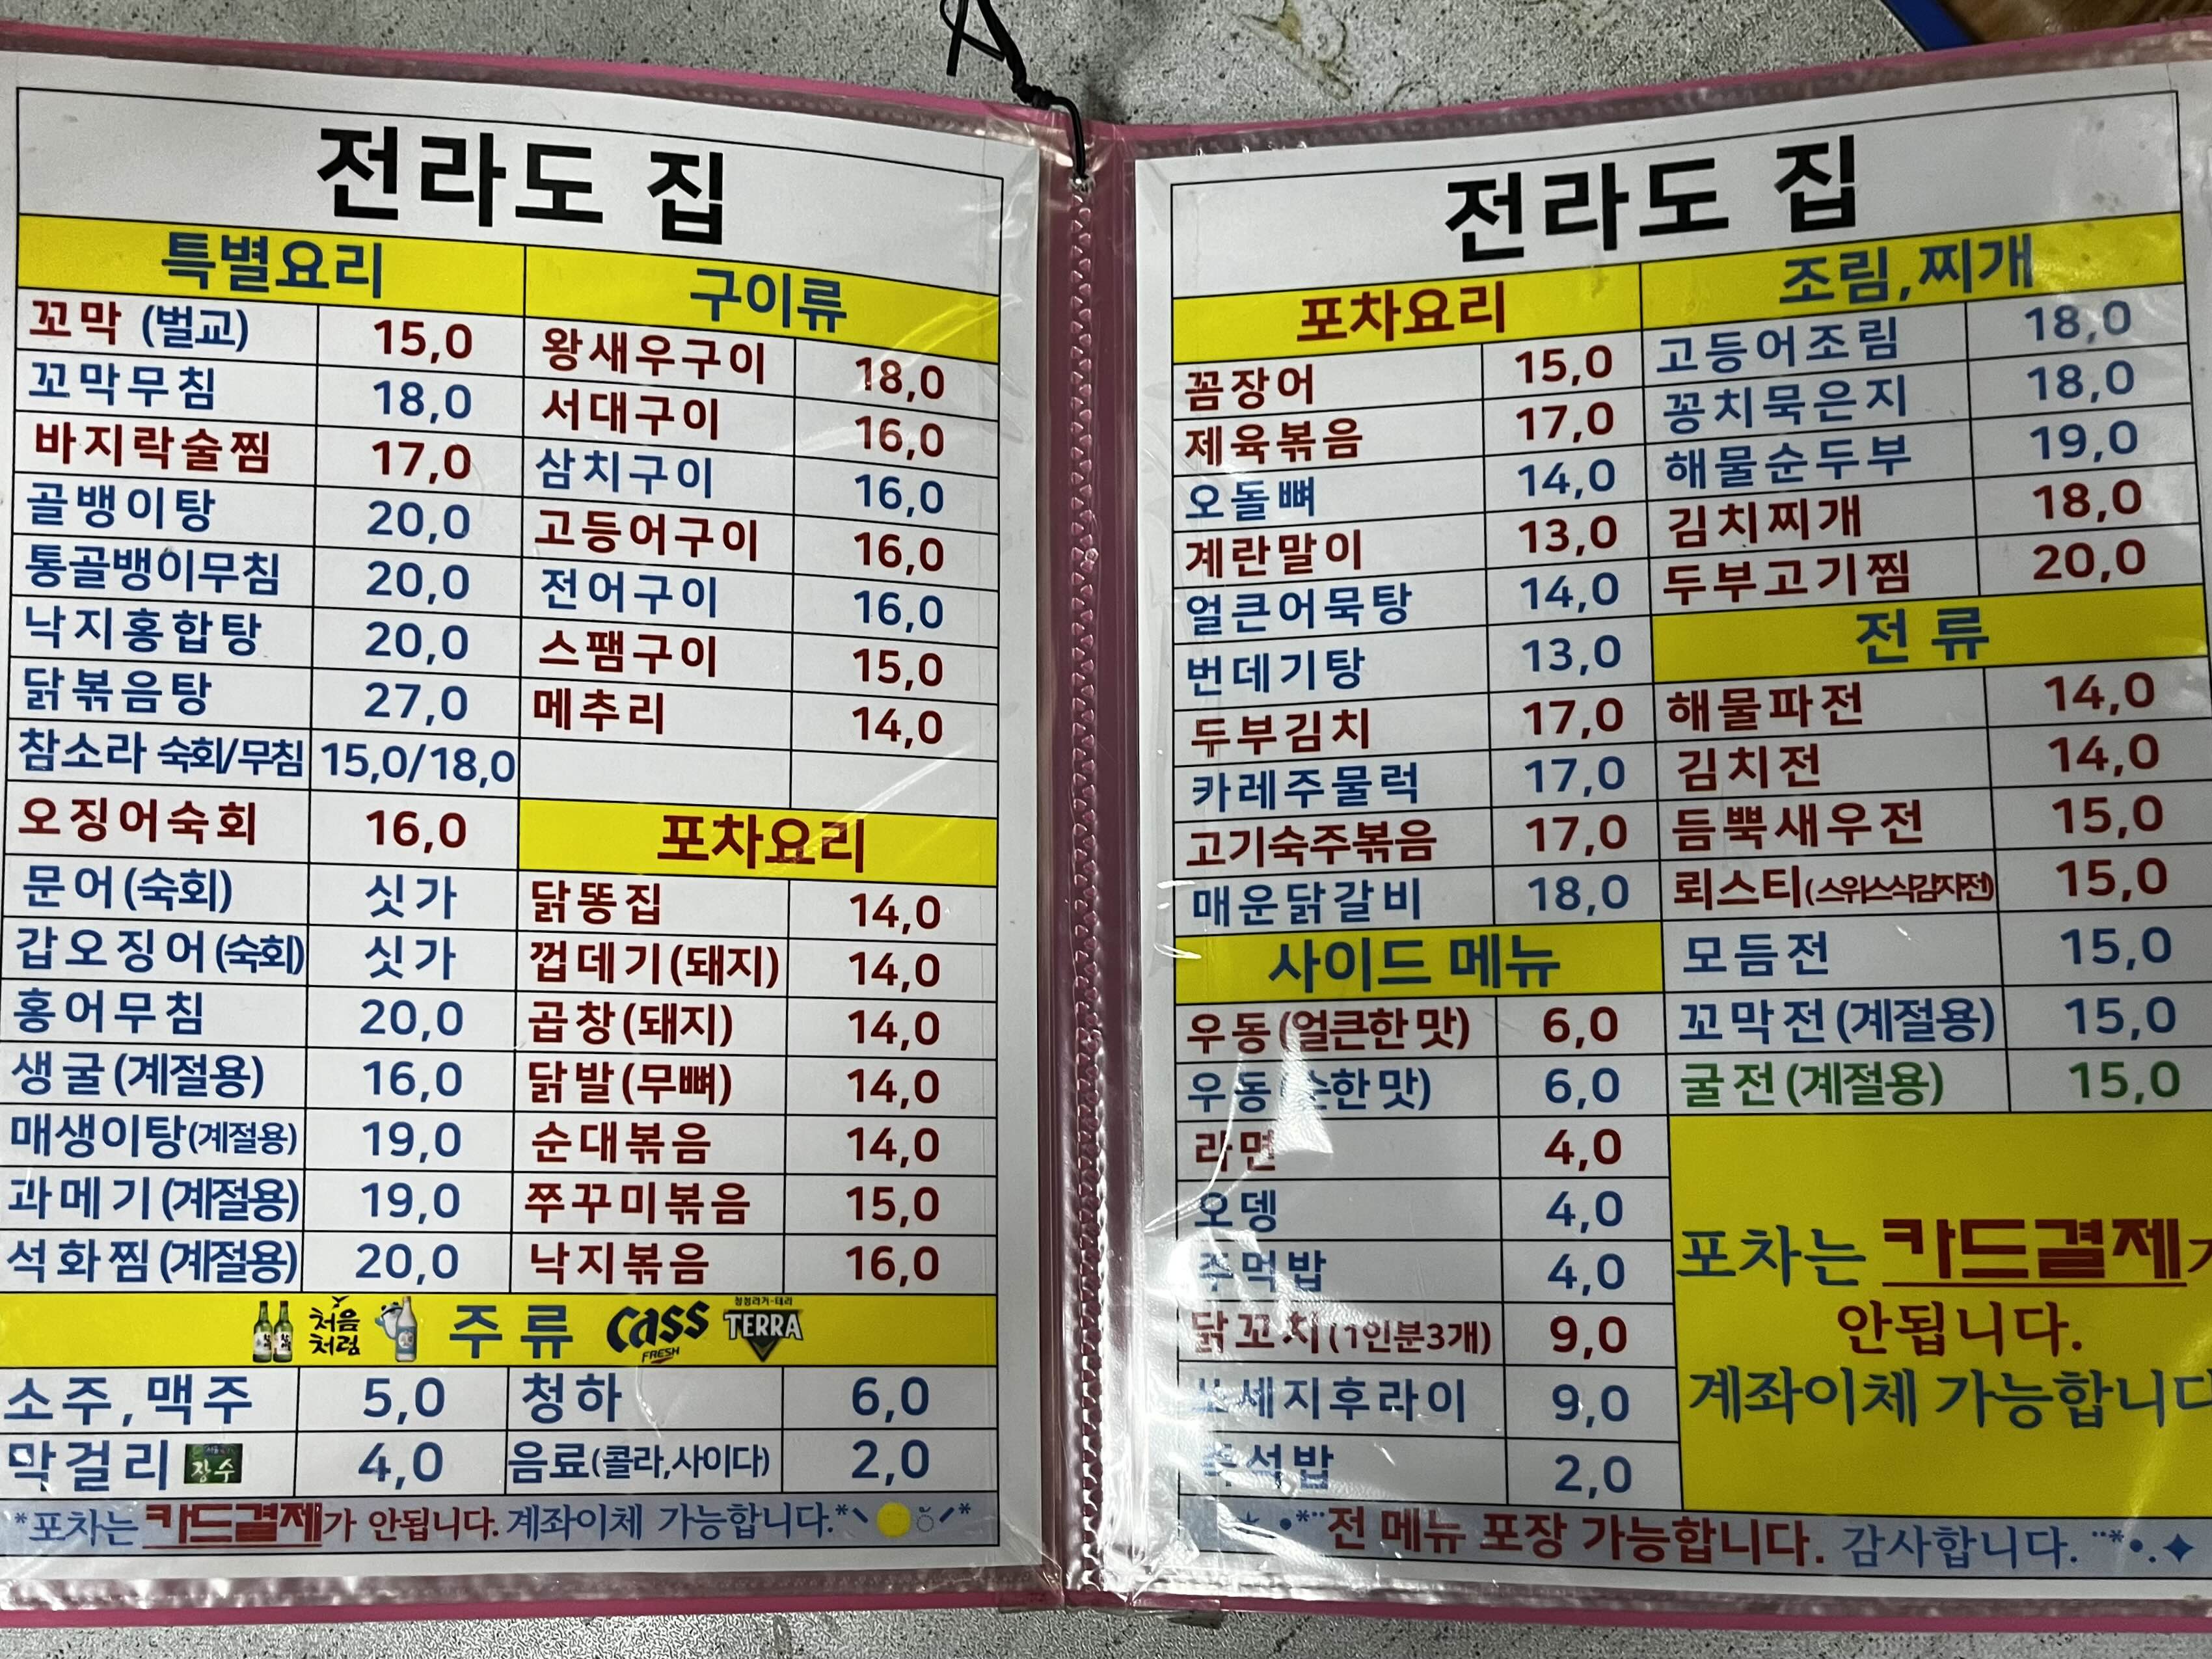 전라도 집
특별요리
꼬막 (벌교) 15,0
꼬막무침 18,0
바지락술찜 17,0
골뱅이탕 20,0
통골뱅이무침 20,0
낙지홍합탕 20,0
닭볶음탕 27,0
참소라 숙회/무침 15,0/18,0
오징어숙회 16,0
문어(숙회) 싯가
갑오징어(숙회) 싯가
홍어무침 20,0
생굴(계절용) 16,0
매생이탕(계절용) 19,0
과메기(계절용) 19,0
석화찜(계절용) 20,0
구이류
왕새우구이 18,0
서대구이 16,0
삼치구이 16,0
고등어구이 16,0
전어구이 16,0
스팸구이 15,0
메추리 14,0
포차요리
닭똥집 14,0
껍데기(돼지) 14,0
곱창(돼지) 14,0
닭발(무뼈) 14,0
순대볶음 14,0
쭈꾸미볶음 15,0
낙지볶음 16,0
처음처럼 주류 Cass FRESH 청정라거-테라 TERRA
소주,맥주 5,0 청하 6,0
막걸리 장수 4,0 음료(콜라,사이다) 2,0
*포차는 카드결제가 안됩니다. 계좌이체 가능합니다.*
전라도 집
포차요리
꼼장어 15,0
제육볶음 17,0
오돌뼈 14,0
계란말이 13,0
얼큰어묵탕 14,0
번데기탕 13,0
두부김치 17,0
카레주물럭 17,0
고기숙주볶음 17,0
매운닭갈비 18,0
사이드 메뉴
우동(얼큰한 맛) 6,0
우동(순한 맛) 6,0
라면 4,0
오뎅 4,0
주먹밥 4,0
닭꼬치(1인분3개) 9,0
쏘세지후라이 9,0
즉석밥 2,0
조림,찌개
고등어조림 18,0
꽁치묵은지 18,0
해물순두부 19,0
김치찌개 18,0
두부고기찜 20,0
전류
해물파전 14,0
김치전 14,0
듬뿍새우전 15,0
뢰스티(스위스식감자전) 15,0
모듬전 15,0
꼬막전(계절용) 15,0
굴전(계절용) 15,0
포차는 카드결제가
안됩니다.
계좌이체 가능합니다
전 메뉴 포장 가능합니다. 감사합니다.